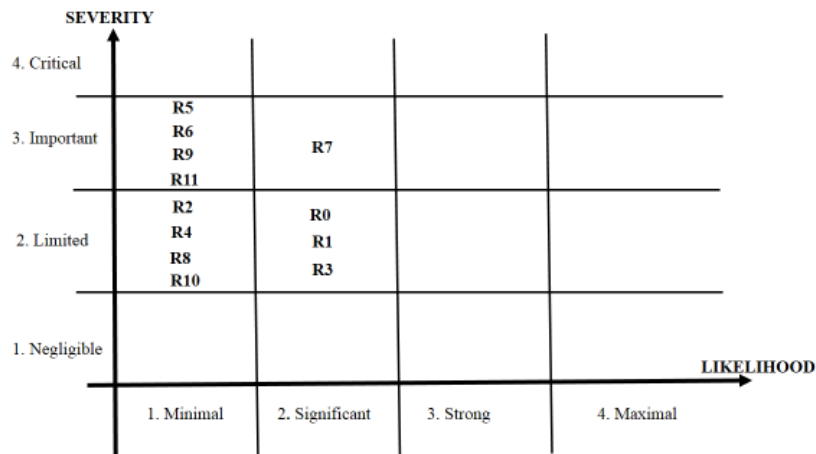 SEVERITY
4. Critical
R5
R6
3. Important
R7
R9
R11
R2
R0
R4
2. Limited
R1
R8
R3
R10
1. Negligible
LIKELIHOOD
1. Minimal
2. Significant
3. Strong
4. Maximal